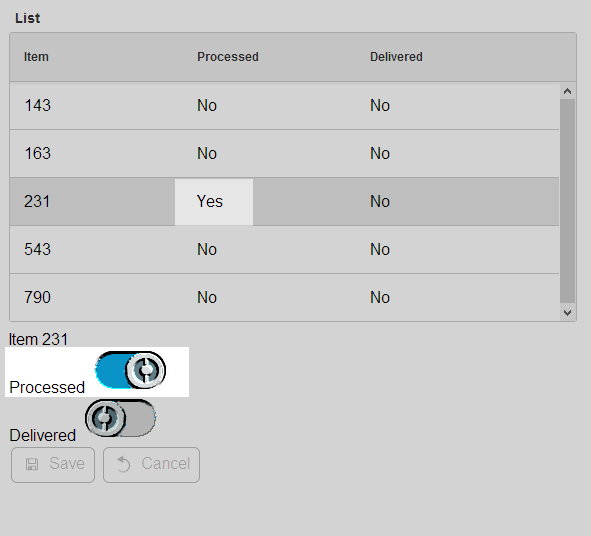 List
Item Processed Delivered
143 No No
163 No No
231 Yes No
543 No No
790 No No
Item 231
Processed
Delivered
Save Cancel